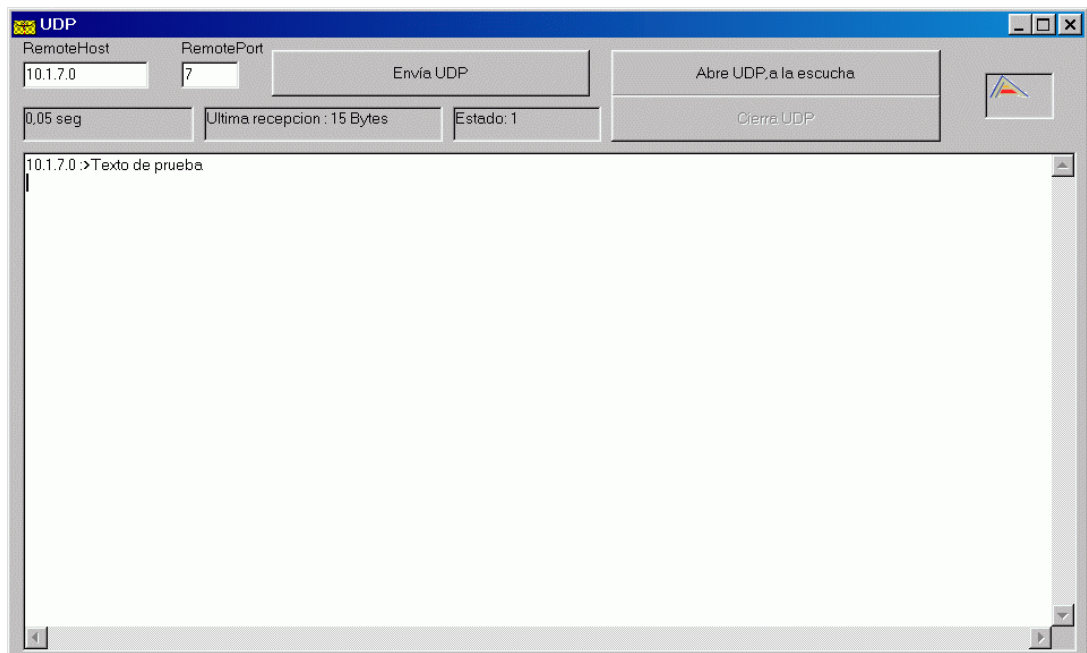 UDP
RemoteHost RemotePort
10.1.7.0 7 Envía UDP Abre UDP,a la escucha
0,05 seg Ultima recepcion : 15 Bytes Estado: 1 Cierra UDP
10.1.7.0 :>Texto de prueba